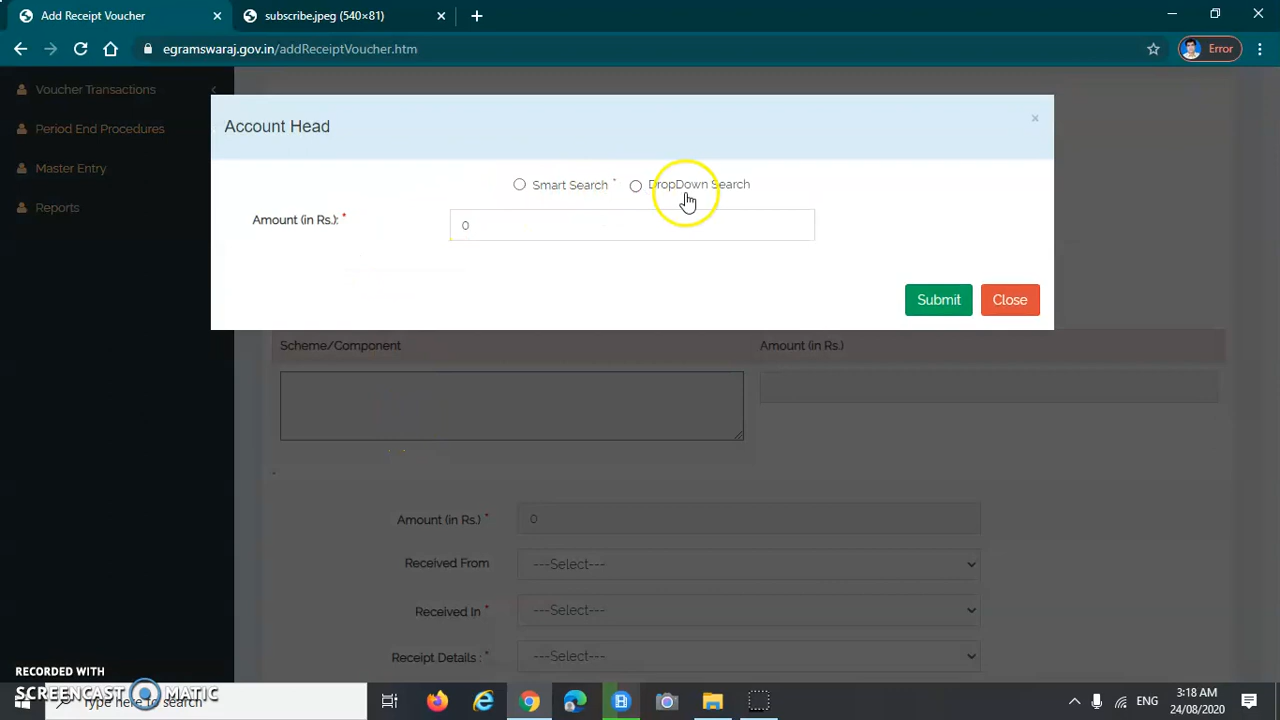 Add Receipt Voucher
subscribe.jpeg (540×81)
egramswaraj.gov.in/addReceiptVoucher.htm
Error
Voucher Transactions
Period End Procedures
Master Entry
Reports
Account Head
Smart Search *
DropDown Search
Amount (in Rs.): *
0
Submit
Close
Scheme/Component
Amount (in Rs.)
Amount (in Rs.) *
0
Received From
---Select---
Received In *
---Select---
Receipt Details : *
---Select---
RECORDED WITH
SCREENCAST MATIC
Type here to search
ENG
3:18 AM
24/08/2020